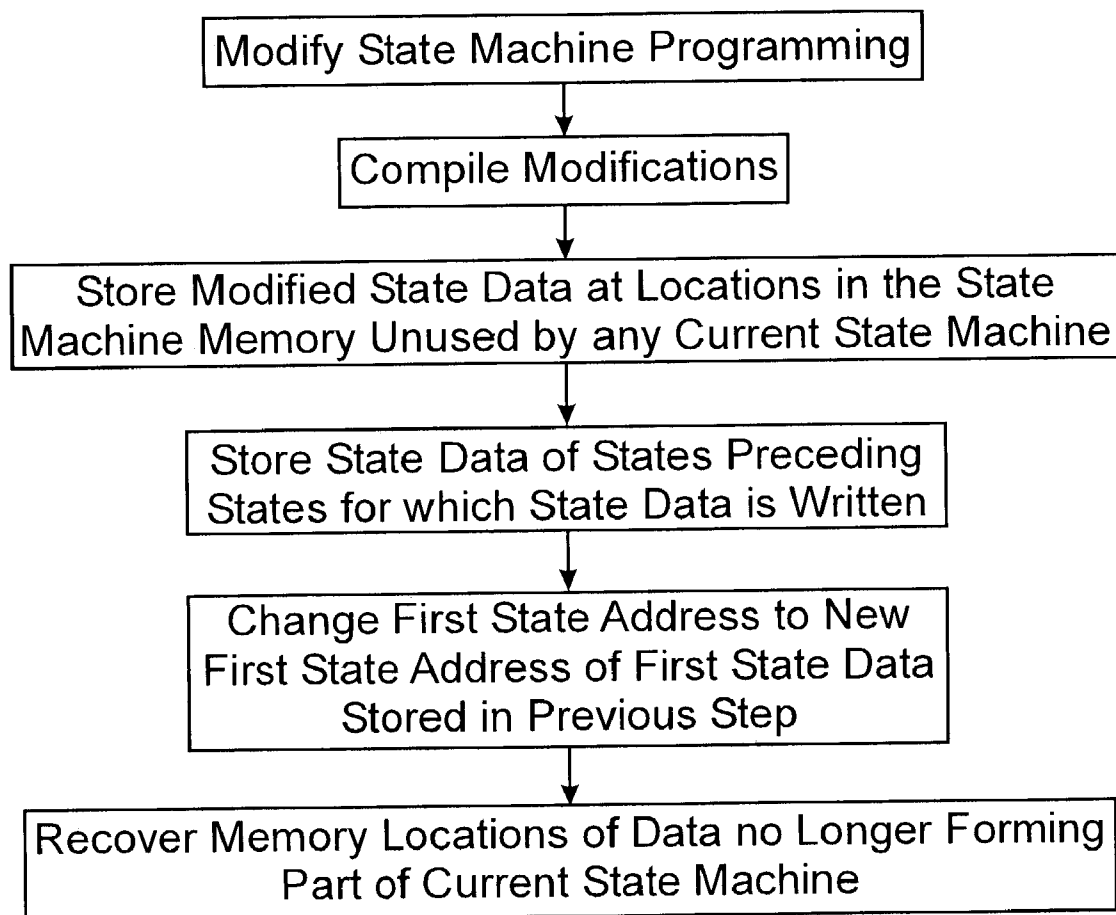 Modify State Machine Programming
Compile Modifications
Store Modified State Data at Locations in the State
Machine Memory Unused by any Current State Machine
Store State Data of States Preceding
States for which State Data is Written
Change First State Address to New
First State Address of First State Data
Stored in Previous Step
Recover Memory Locations of Data no Longer Forming
Part of Current State Machine